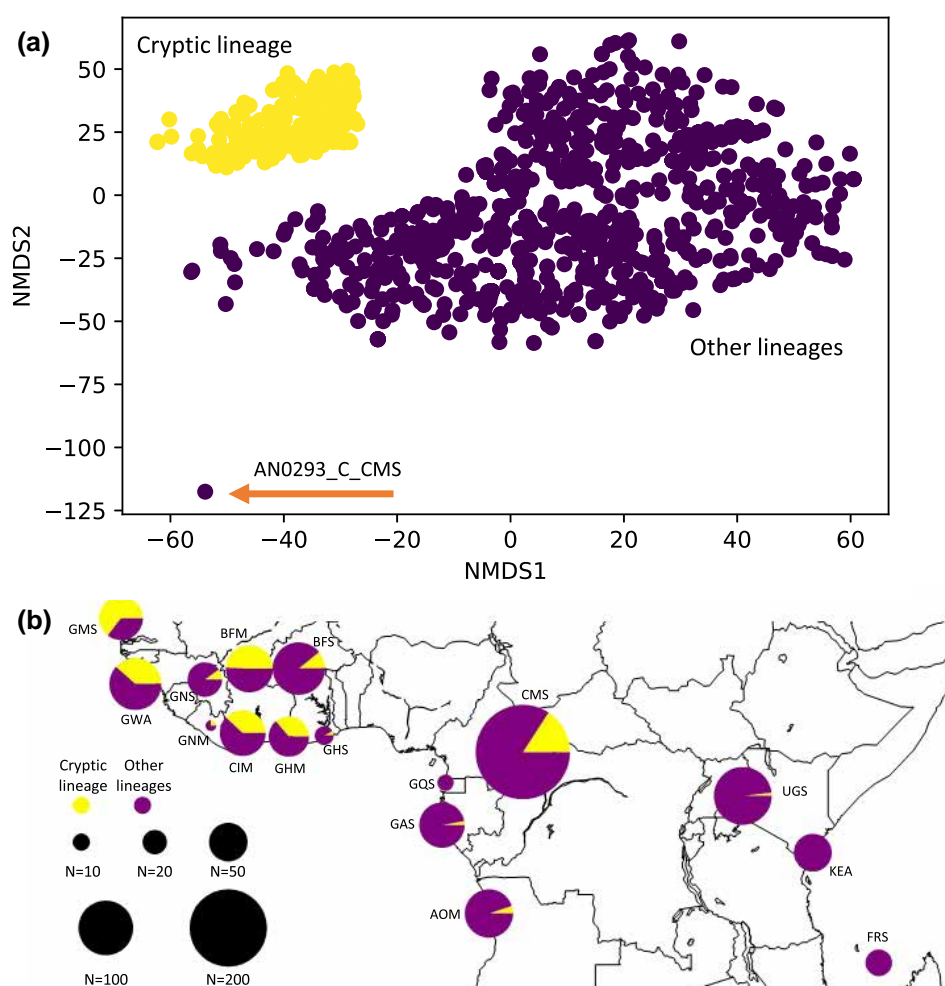 (a)
Cryptic lineage
50
25
0
−25
−50
−75
−100
−125
NMDS2
Other lineages
AN0293_C_CMS
−60 −40 −20 0 20 40 60
NMDS1
(b)
GMS
BFM
BFS
GNS
GWA
GNM
CIM
GHM
GHS
CMS
GQS
GAS
UGS
KEA
AOM
FRS
Cryptic Other
lineage lineages
N=10 N=20 N=50
N=100 N=200